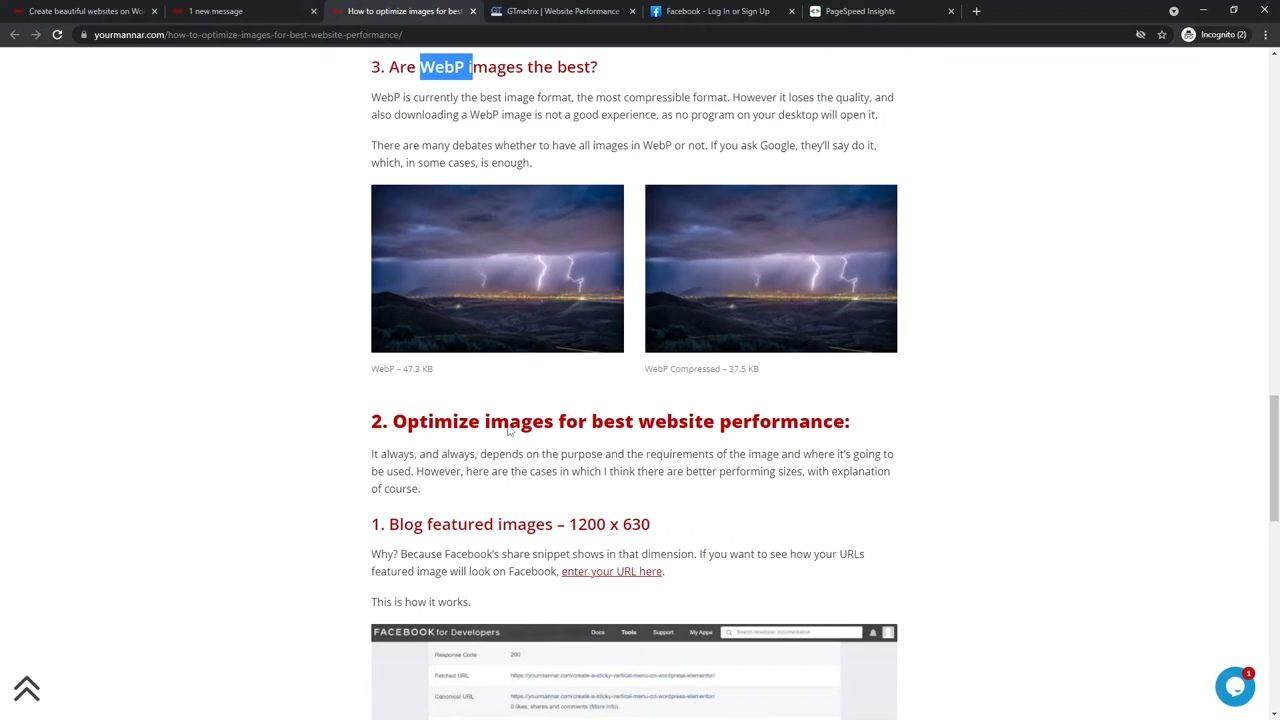 Create beautiful websites on Wo
1 new message
How to optimize images for best
GTmetrix | Website Performance
Facebook – Log In or Sign Up
PageSpeed Insights
yourmannar.com/how-to-optimize-images-for-best-website-performance/
Incognito (2)
3. Are WebP images the best?
WebP is currently the best image format, the most compressible format. However it loses the quality, and
also downloading a WebP image is not a good experience, as no program on your desktop will open it.
There are many debates whether to have all images in WebP or not. If you ask Google, they'll say do it,
which, in some cases, is enough.
WebP – 47.3 KB
WebP Compressed – 37.5 KB
2. Optimize images for best website performance:
It always, and always, depends on the purpose and the requirements of the image and where it's going to
be used. However, here are the cases in which I think there are better performing sizes, with explanation
of course.
1. Blog featured images – 1200 x 630
Why? Because Facebook's share snippet shows in that dimension. If you want to see how your URLs
featured image will look on Facebook, enter your URL here.
This is how it works.
FACEBOOK for Developers
Docs Tools Support My Apps Search developer documentation
Response Code 200
Fetched URL https://yourmannar.com/create-a-sticky-vertical-menu-on-wordpress-elementor/
Canonical URL https://yourmannar.com/create-a-sticky-vertical-menu-on-wordpress-elementor/
0 likes, shares and comments (More Info)
1